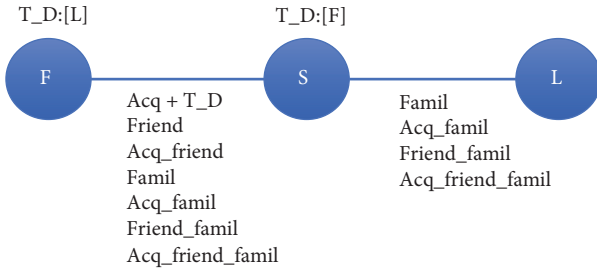 T_D:[L]
T_D:[F]
F
S
L
Acq + T_D
Friend
Acq_friend
Famil
Acq_famil
Friend_famil
Acq_friend_famil
Famil
Acq_famil
Friend_famil
Acq_friend_famil